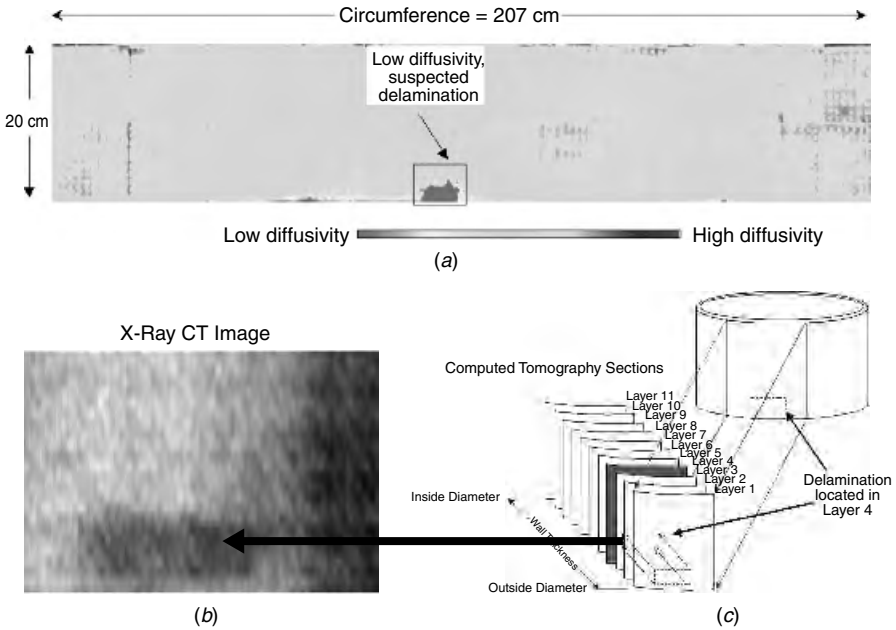 Circumference = 207 cm
20 cm
Low diffusivity,
suspected
delamination
Low diffusivity
High diffusivity
(a)
X-Ray CT Image
Computed Tomography Sections
Layer 11
Layer 10
Layer 9
Layer 8
Layer 7
Layer 6
Layer 5
Layer 4
Layer 3
Layer 2
Layer 1
Inside Diameter
Wall Tickness
Outside Diameter
Delamination
located in
Layer 4
(b)
(c)